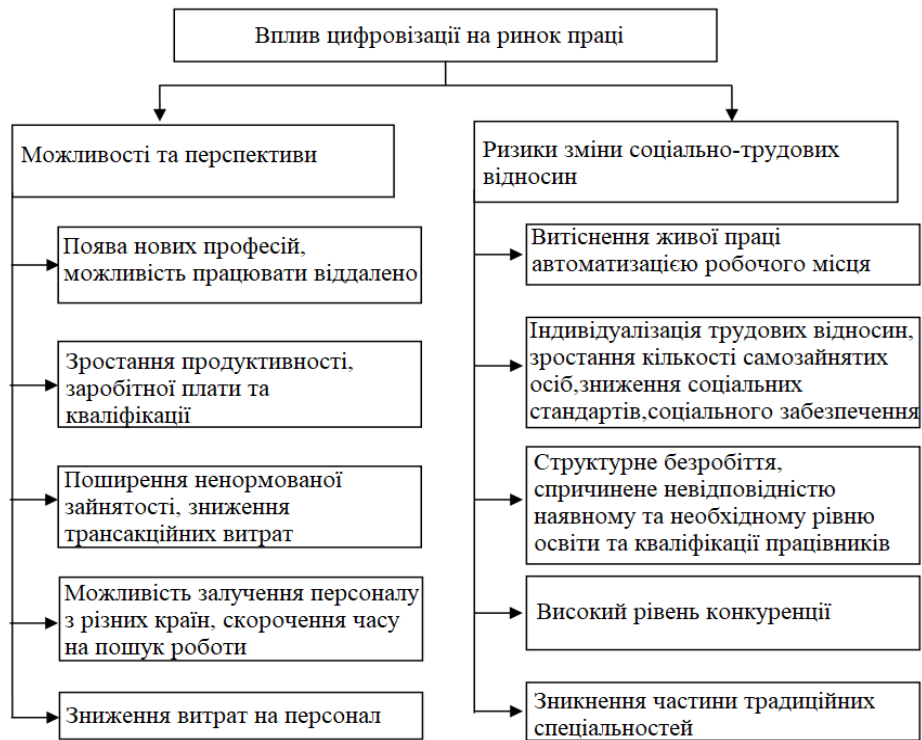 Вплив цифровізації на ринок праці
Можливості та перспективи
Поява нових професій,
можливість працювати віддалено
Зростання продуктивності,
заробітної плати та
кваліфікації
Поширення ненормованої
зайнятості, зниження
трансакційних витрат
Можливість залучення персоналу
з різних країн, скорочення часу
на пошук роботи
Зниження витрат на персонал
Ризики зміни соціально-трудових
відносин
Витіснення живої праці
автоматизацією робочого місця
Індивідуалізація трудових відносин,
зростання кількості самозайнятих
осіб,зниження соціальних
стандартів,соціального забезпечення
Структурне безробіття,
спричинене невідповідністю
наявному та необхідному рівню
освіти та кваліфікації працівників
Високий рівень конкуренції
Зникнення частини традиційних
спеціальностей